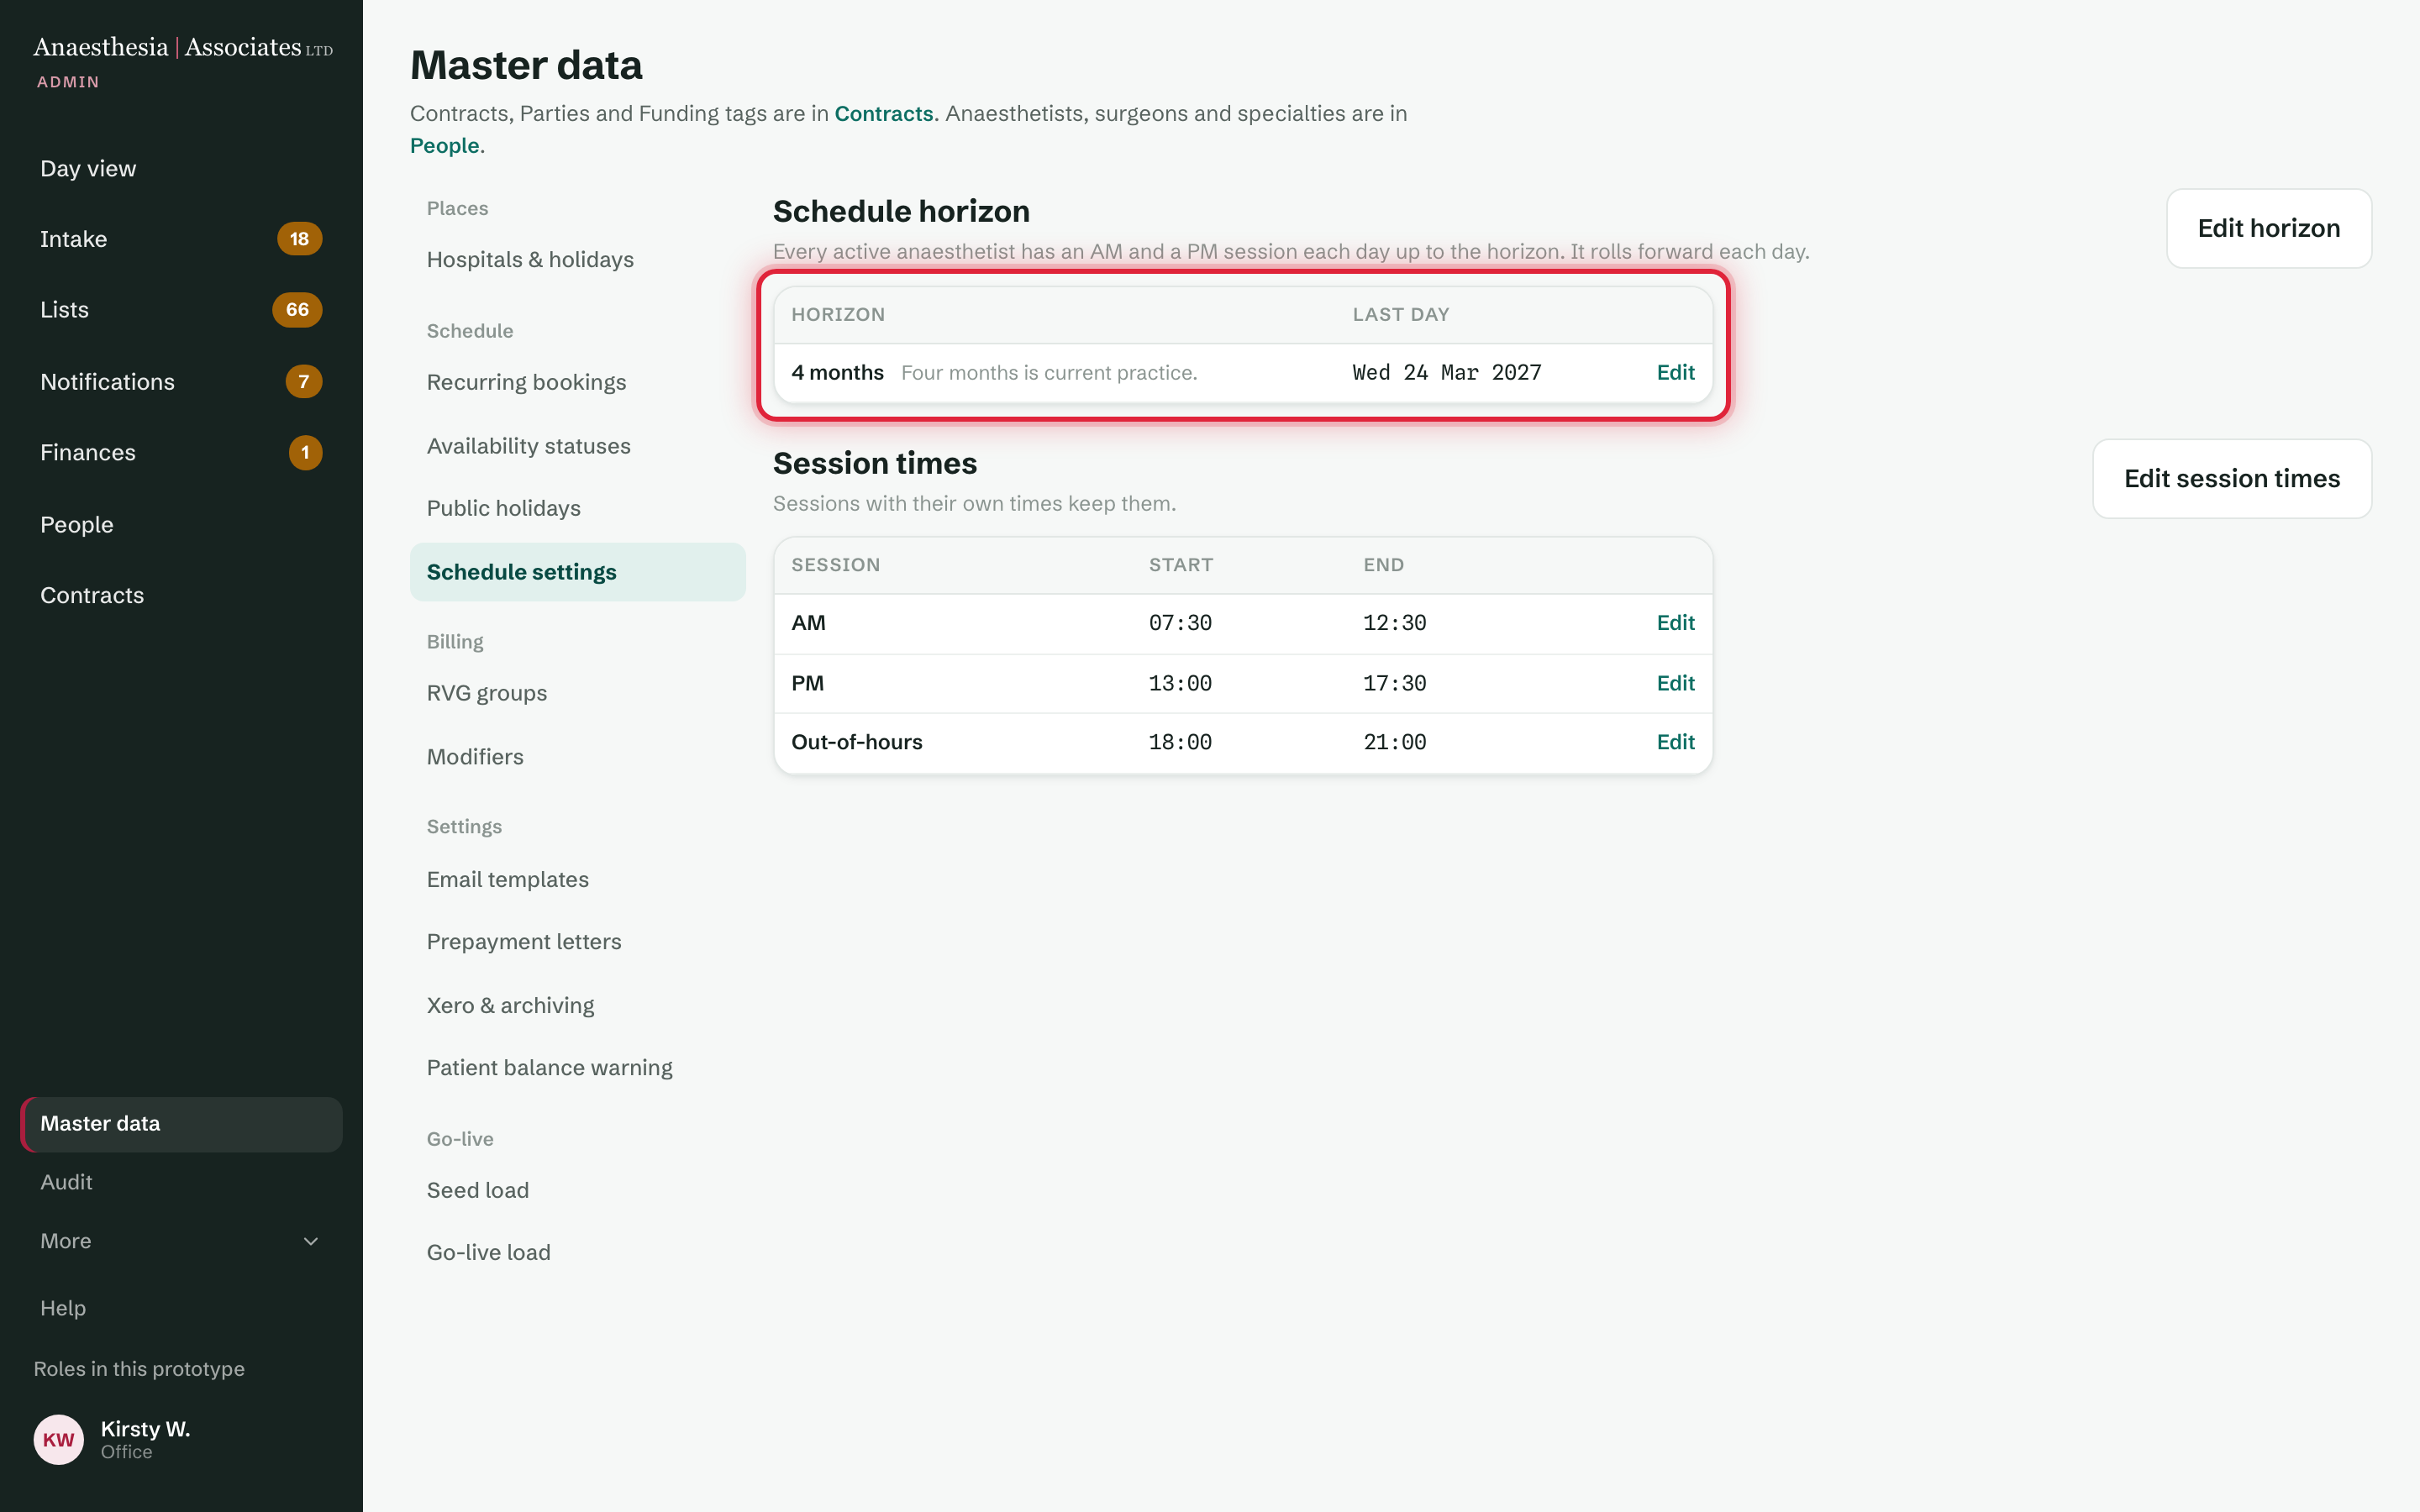 Anaesthesia | Associates LTD
ADMIN
Day view
Intake 18
Lists 66
Notifications 7
Finances 1
People
Contracts
Master data
Audit
More
Help
Roles in this prototype
KW
Kirsty W.
Office
Master data
Contracts, Parties and Funding tags are in Contracts. Anaesthetists, surgeons and specialties are in
People.
Places
Hospitals & holidays
Schedule
Recurring bookings
Availability statuses
Public holidays
Schedule settings
Billing
RVG groups
Modifiers
Settings
Email templates
Prepayment letters
Xero & archiving
Patient balance warning
Go-live
Seed load
Go-live load
Schedule horizon
Edit horizon
Every active anaesthetist has an AM and a PM session each day up to the horizon. It rolls forward each day.
HORIZON LAST DAY
4 months Four months is current practice. Wed 24 Mar 2027 Edit
Session times
Edit session times
Sessions with their own times keep them.
SESSION START END
AM 07:30 12:30 Edit
PM 13:00 17:30 Edit
Out-of-hours 18:00 21:00 Edit